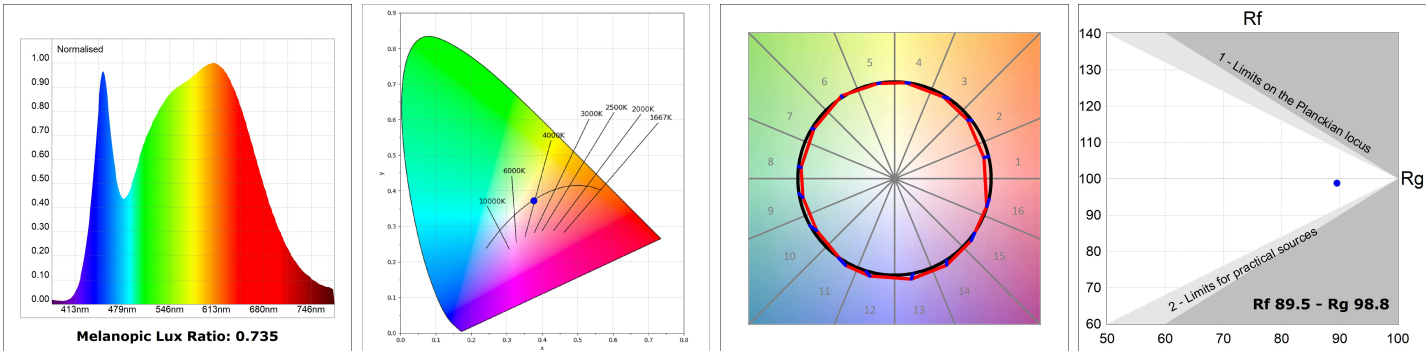 Normalised
1.00
0.90
0.80
0.70
0.60
0.50
0.40
0.30
0.20
0.10
0.00
413nm 479nm 546nm 613nm 680nm 746nm
Melanopic Lux Ratio: 0.735
0.9
0.8
0.7
0.6
0.5
0.4
0.3
0.2
0.1
0.0
y
1667K
2000K
2500K
3000K
4000K
6000K
10000K
0.0 0.1 0.2 0.3 0.4 0.5 0.6 0.7 0.8
x
1
2
3
4
5
6
7
8
9
10
11
12
13
14
15
16
Rf
140
130
120
110
100
90
80
70
60
1 - Limits on the Planckian locus
Rg
2 - Limits for practical sources
Rf 89.5 - Rg 98.8
50 60 70 80 90 100